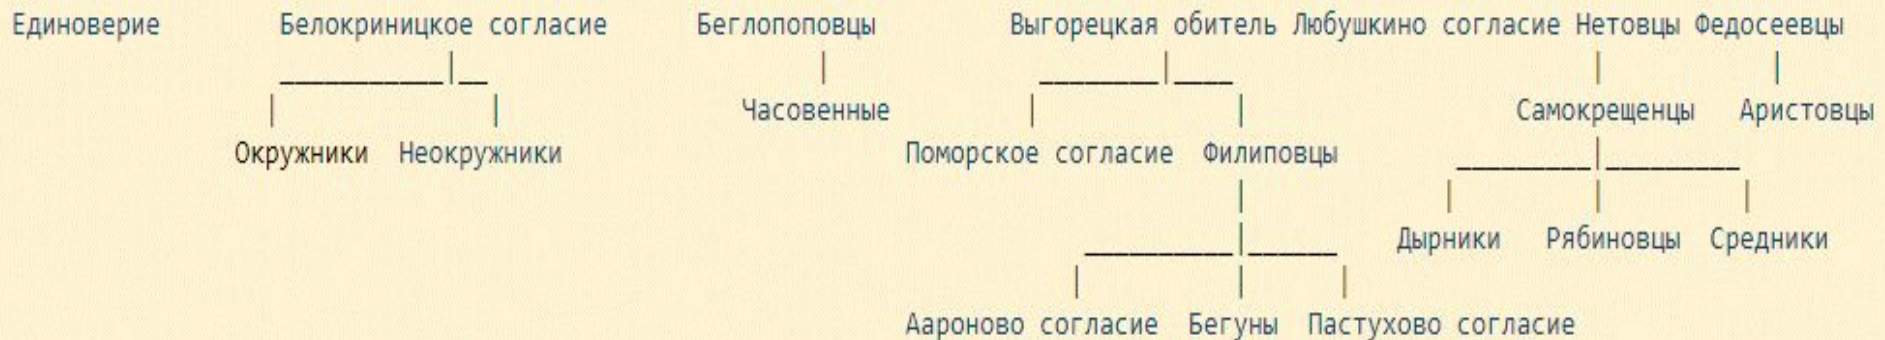 Единоверие Белокриницкое согласие Беглопоповцы Выгорецкая обитель Любушкино согласие Нетовцы Федосеевцы
Часовенные Самокрещенцы Аристовцы
Окружники Неокружники Поморское согласие Филиповцы
Дырники Рябиновцы Средники
Аароново согласие Бегуны Пастухово согласие